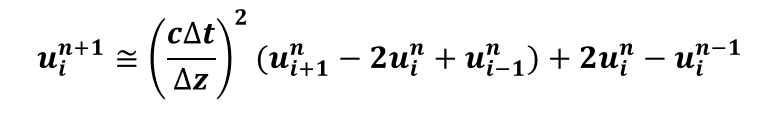 u_i^{n+1} ≅ (cΔt/Δz)^2 (u_{i+1}^n − 2u_i^n + u_{i−1}^n) + 2u_i^n − u_i^{n−1}